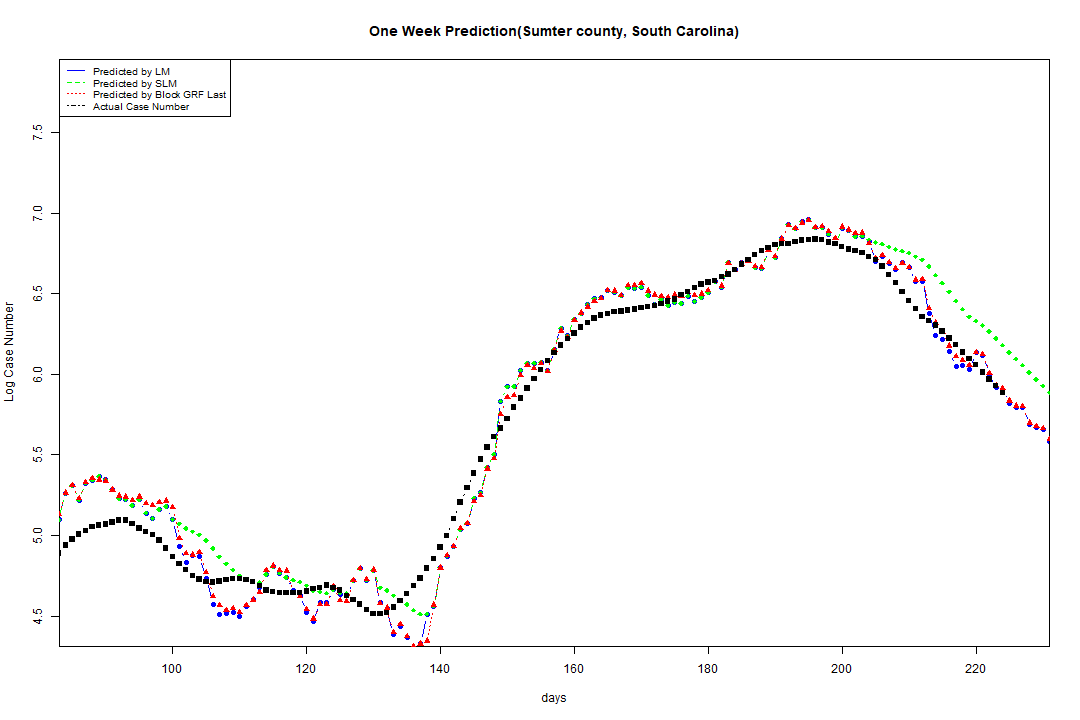 One Week Prediction(Sumter county, South Carolina)
Predicted by LM
Predicted by SLM
Predicted by Block GRF Last
Actual Case Number
Log Case Number
7.5
7.0
6.5
6.0
5.5
5.0
4.5
100 120 140 160 180 200 220
days